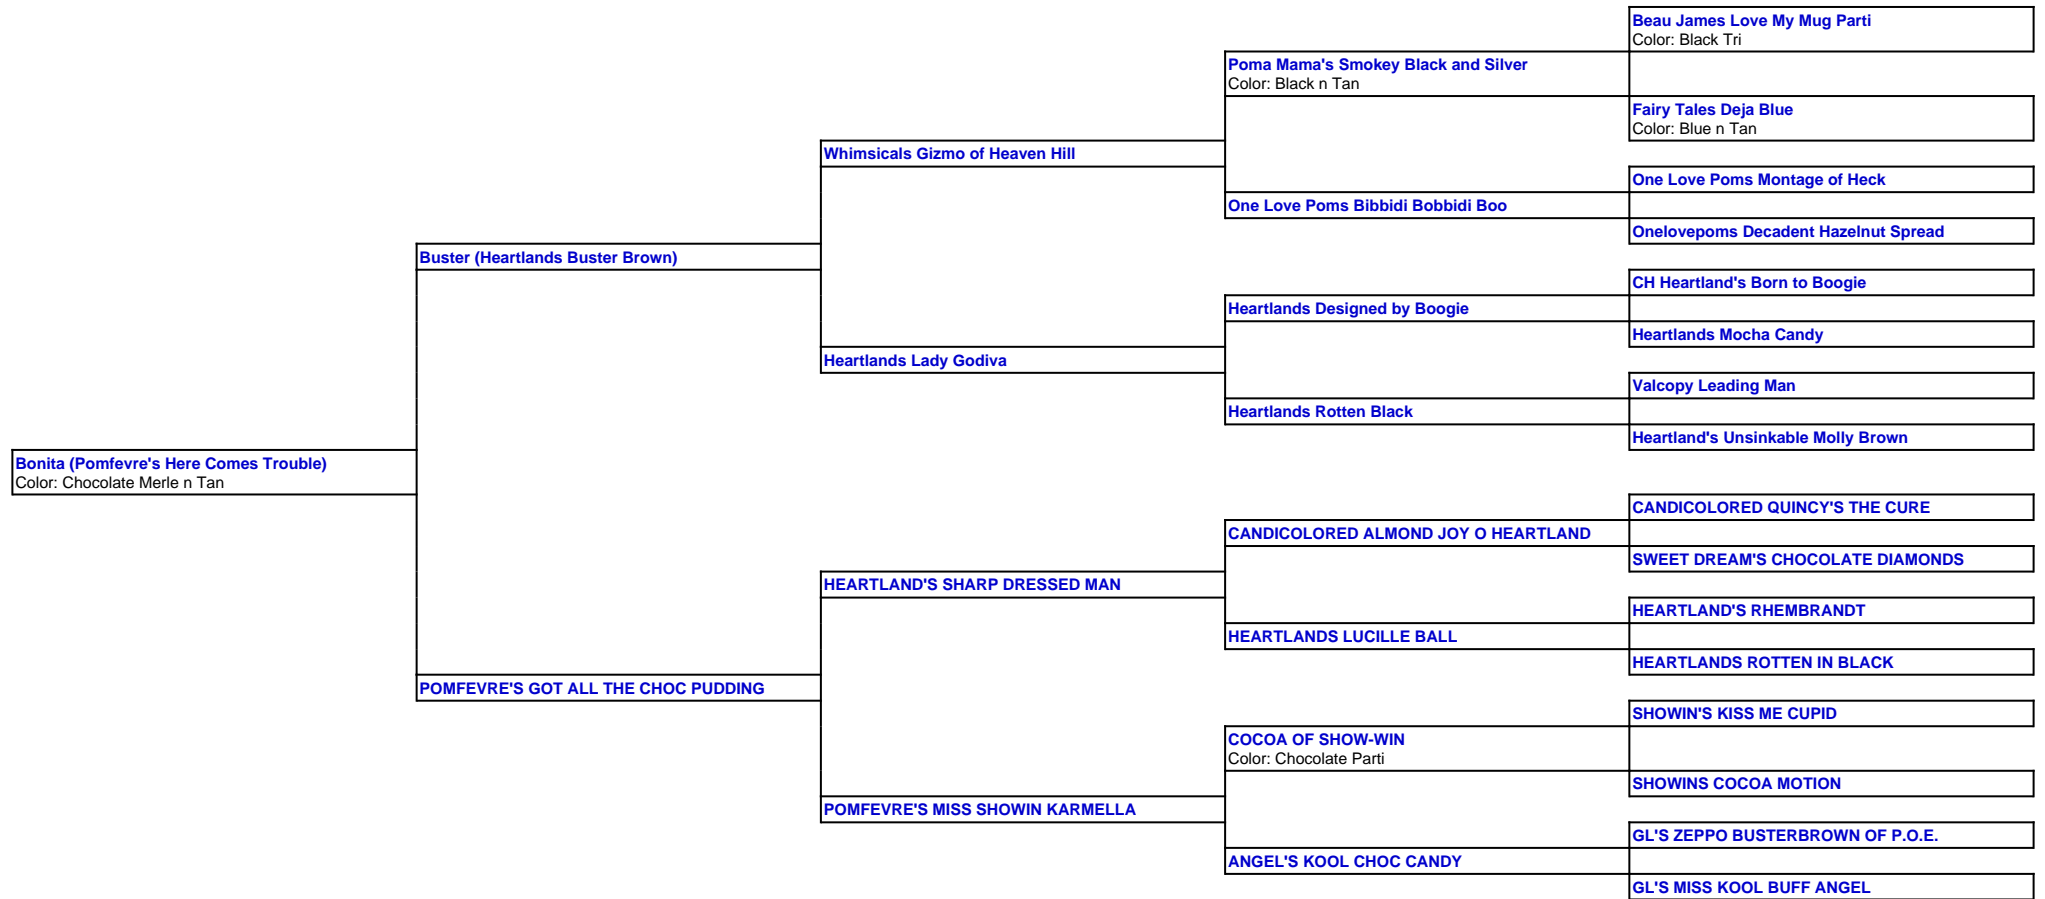 Beau James Love My Mug Parti
Color: Black Tri
Poma Mama's Smokey Black and Silver
Color: Black n Tan
Fairy Tales Deja Blue
Color: Blue n Tan
Whimsicals Gizmo of Heaven Hill
One Love Poms Montage of Heck
One Love Poms Bibbidi Bobbidi Boo
Onelovepoms Decadent Hazelnut Spread
Buster (Heartlands Buster Brown)
CH Heartland's Born to Boogie
Heartlands Designed by Boogie
Heartlands Mocha Candy
Heartlands Lady Godiva
Valcopy Leading Man
Heartlands Rotten Black
Heartland's Unsinkable Molly Brown
Bonita (Pomfevre's Here Comes Trouble)
Color: Chocolate Merle n Tan
CANDICOLORED QUINCY'S THE CURE
CANDICOLORED ALMOND JOY O HEARTLAND
SWEET DREAM'S CHOCOLATE DIAMONDS
HEARTLAND'S SHARP DRESSED MAN
HEARTLAND'S RHEMBRANDT
HEARTLANDS LUCILLE BALL
HEARTLANDS ROTTEN IN BLACK
POMFEVRE'S GOT ALL THE CHOC PUDDING
SHOWIN'S KISS ME CUPID
COCOA OF SHOW-WIN
Color: Chocolate Parti
SHOWINS COCOA MOTION
POMFEVRE'S MISS SHOWIN KARMELLA
GL'S ZEPPO BUSTERBROWN OF P.O.E.
ANGEL'S KOOL CHOC CANDY
GL'S MISS KOOL BUFF ANGEL